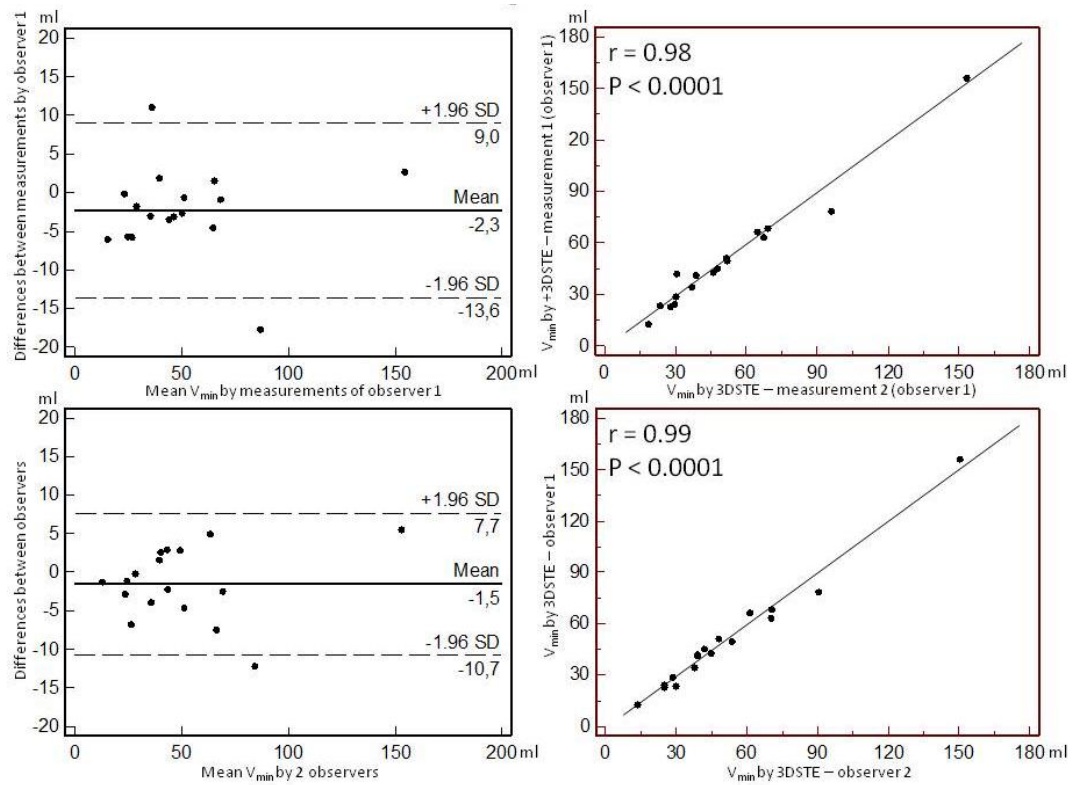 ml
20
15
10
5
0
-5
-10
-15
-20
+1.96 SD
9,0
Mean
-2,3
-1.96 SD
-13,6
0 50 100 150 200 ml
Mean Vmin by measurements of observer 1
Differences between measurements by observer 1
ml
180
20
90
60
30
0
r = 0.98
P < 0.0001
0 30 60 90 120 150 180 ml
Vmin by 3DSTE – measurement 2 (observer 1)
Vmin by +3DSTE – measurement 1 (observer 1)
ml
20
15
10
5
0
-5
-10
-15
-20
+1.96 SD
7,7
Mean
-1,5
-1.96 SD
-10,7
0 50 100 150 200 ml
Mean Vmin by 2 observers
Differences between observers
ml
180
150
120
90
60
30
0
r = 0.99
P < 0.0001
0 30 60 90 120 150 180 ml
Vmin by 3DSTE – observer 2
Vmin by 3DSTE – observer 1